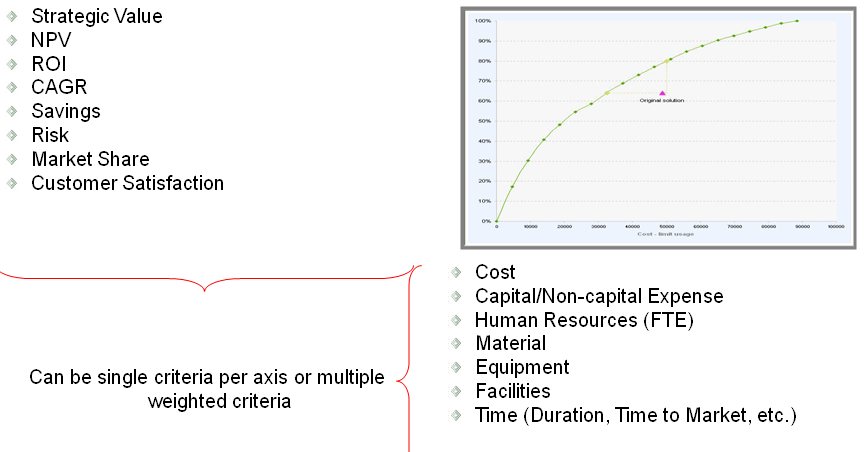 Strategic Value
NPV
ROI
CAGR
Savings
Risk
Market Share
Customer Satisfaction
100%
90%
80%
70%
60%
50%
40%
30%
20%
10%
0%
Original solution
0
10000
20000
30000
40000
50000
60000
70000
80000
90000
100000
Cost - limit usage
Cost
Capital/Non-capital Expense
Human Resources (FTE)
Material
Equipment
Facilities
Time (Duration, Time to Market, etc.)
Can be single criteria per axis or multiple
weighted criteria